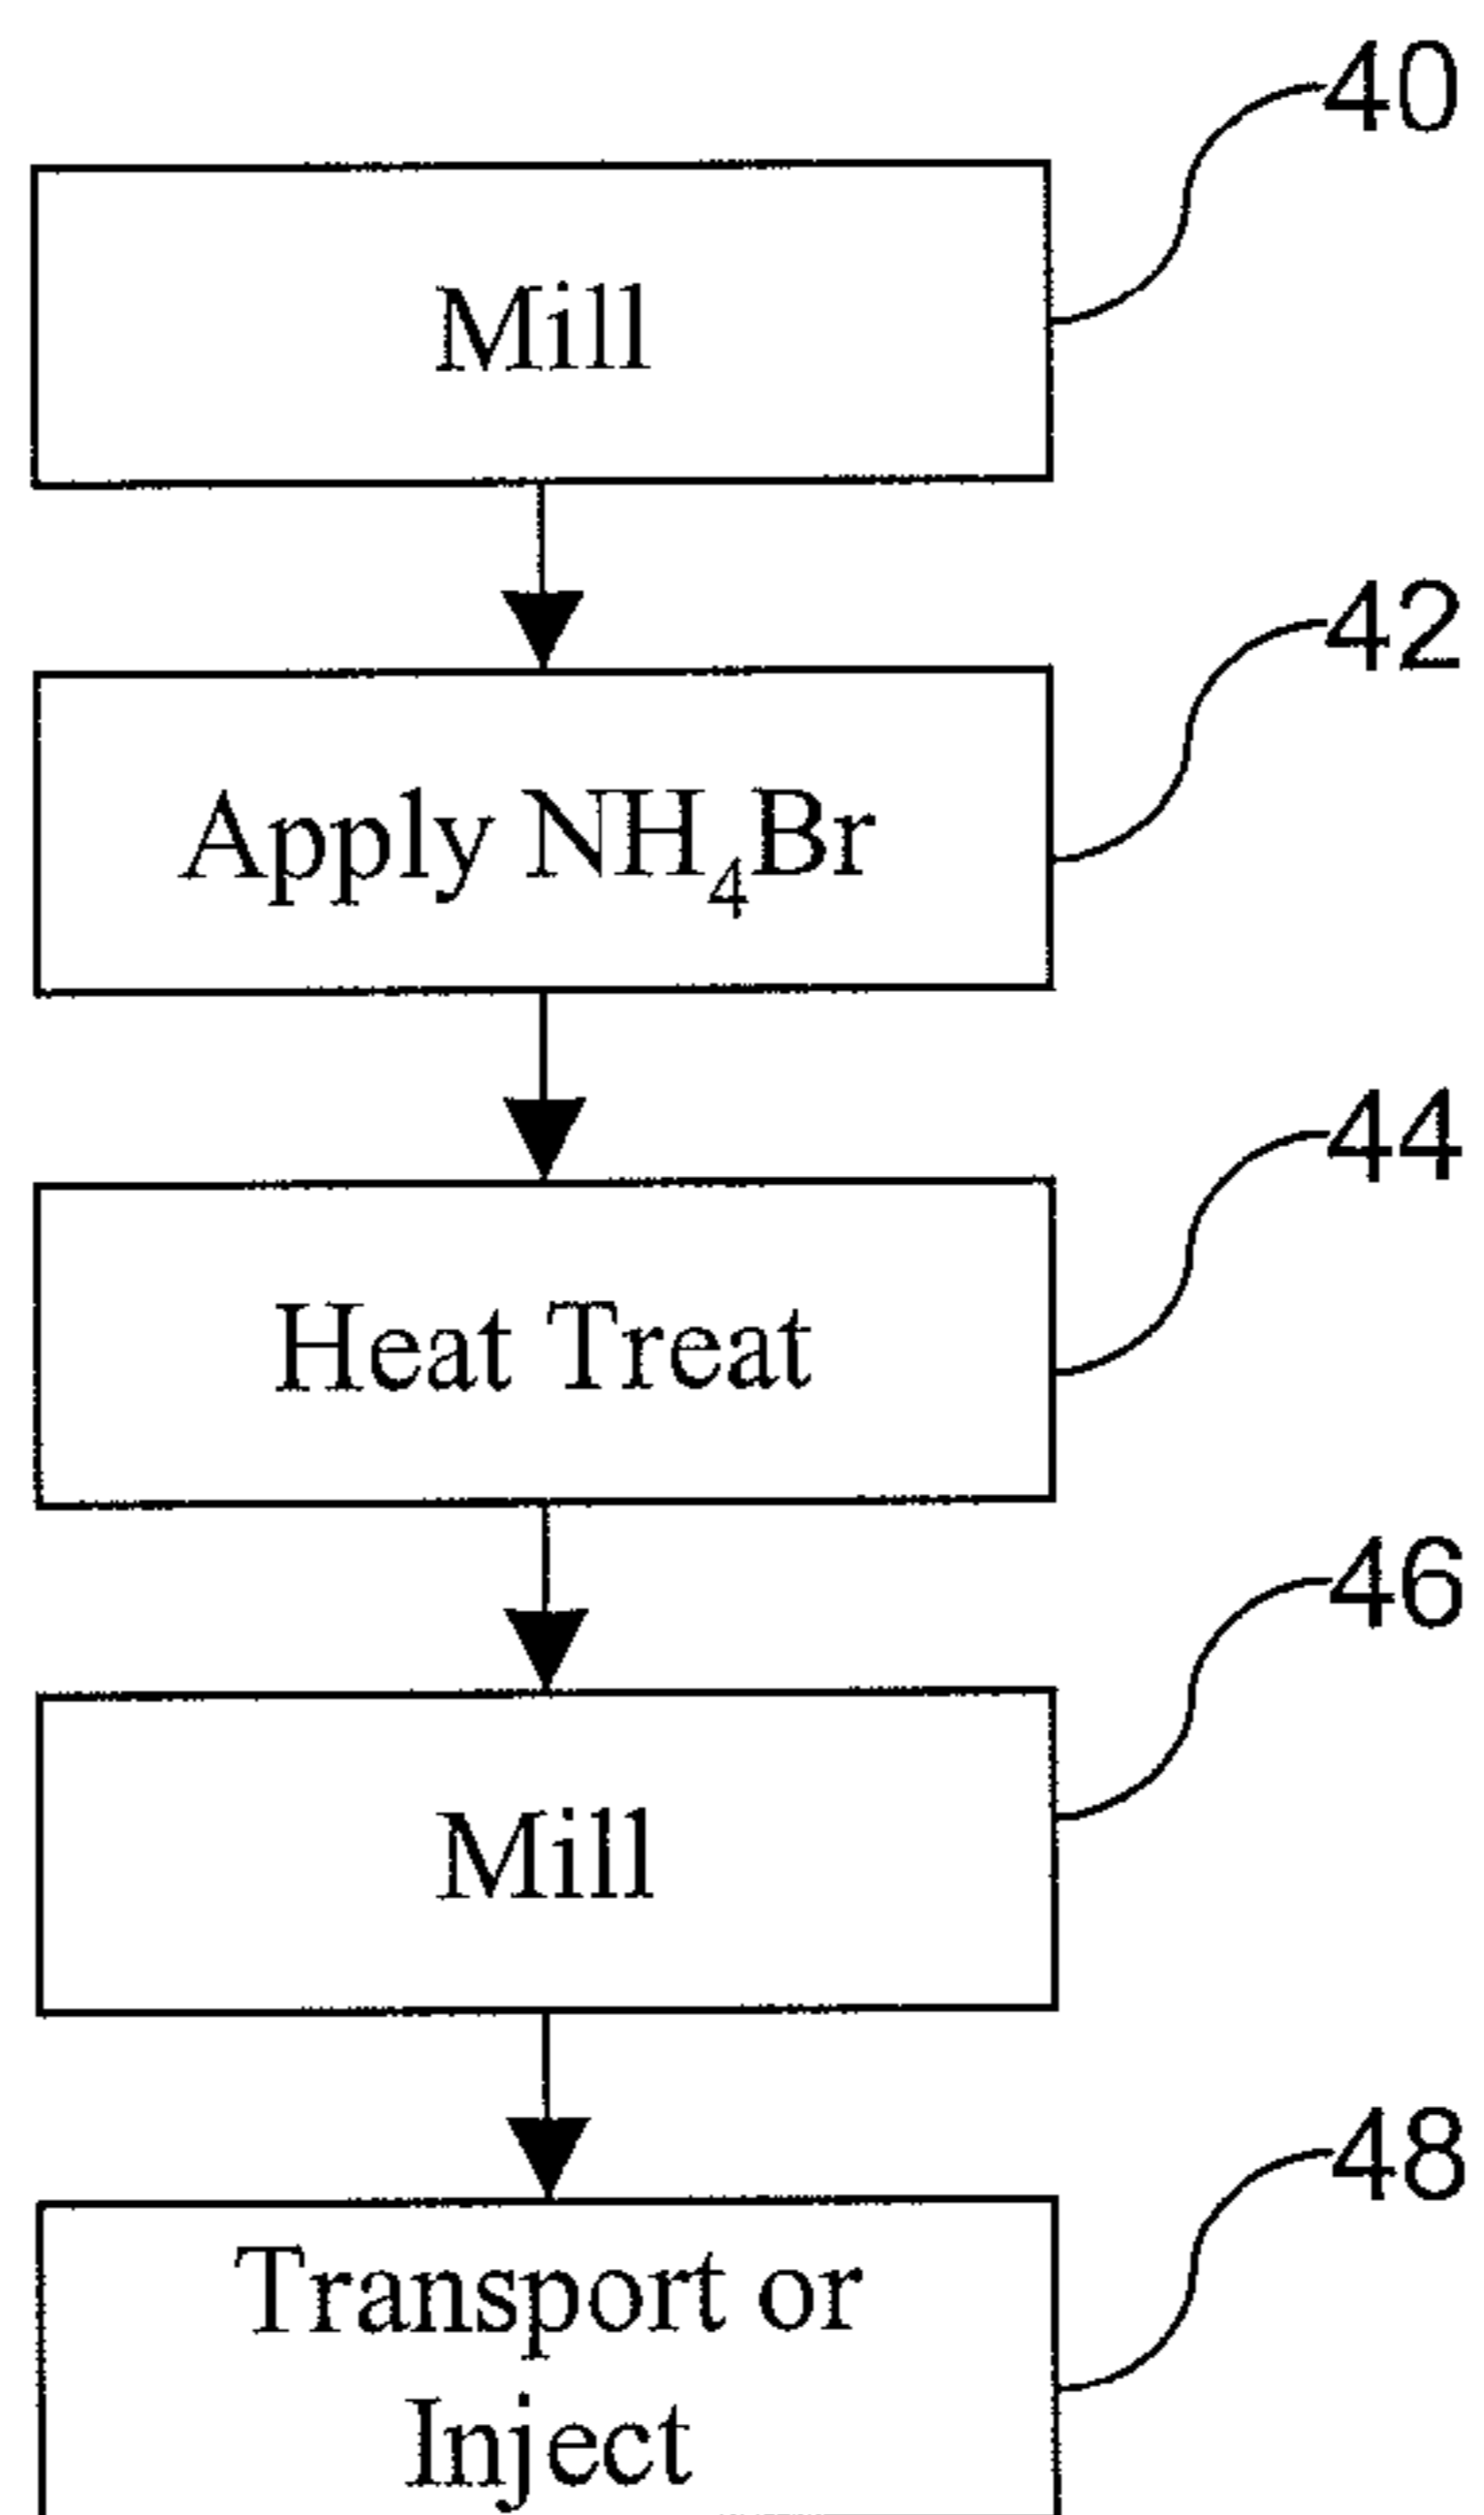 40
Mill
42
Apply NH₄Br
44
Heat Treat
46
Mill
48
Transport or
Inject